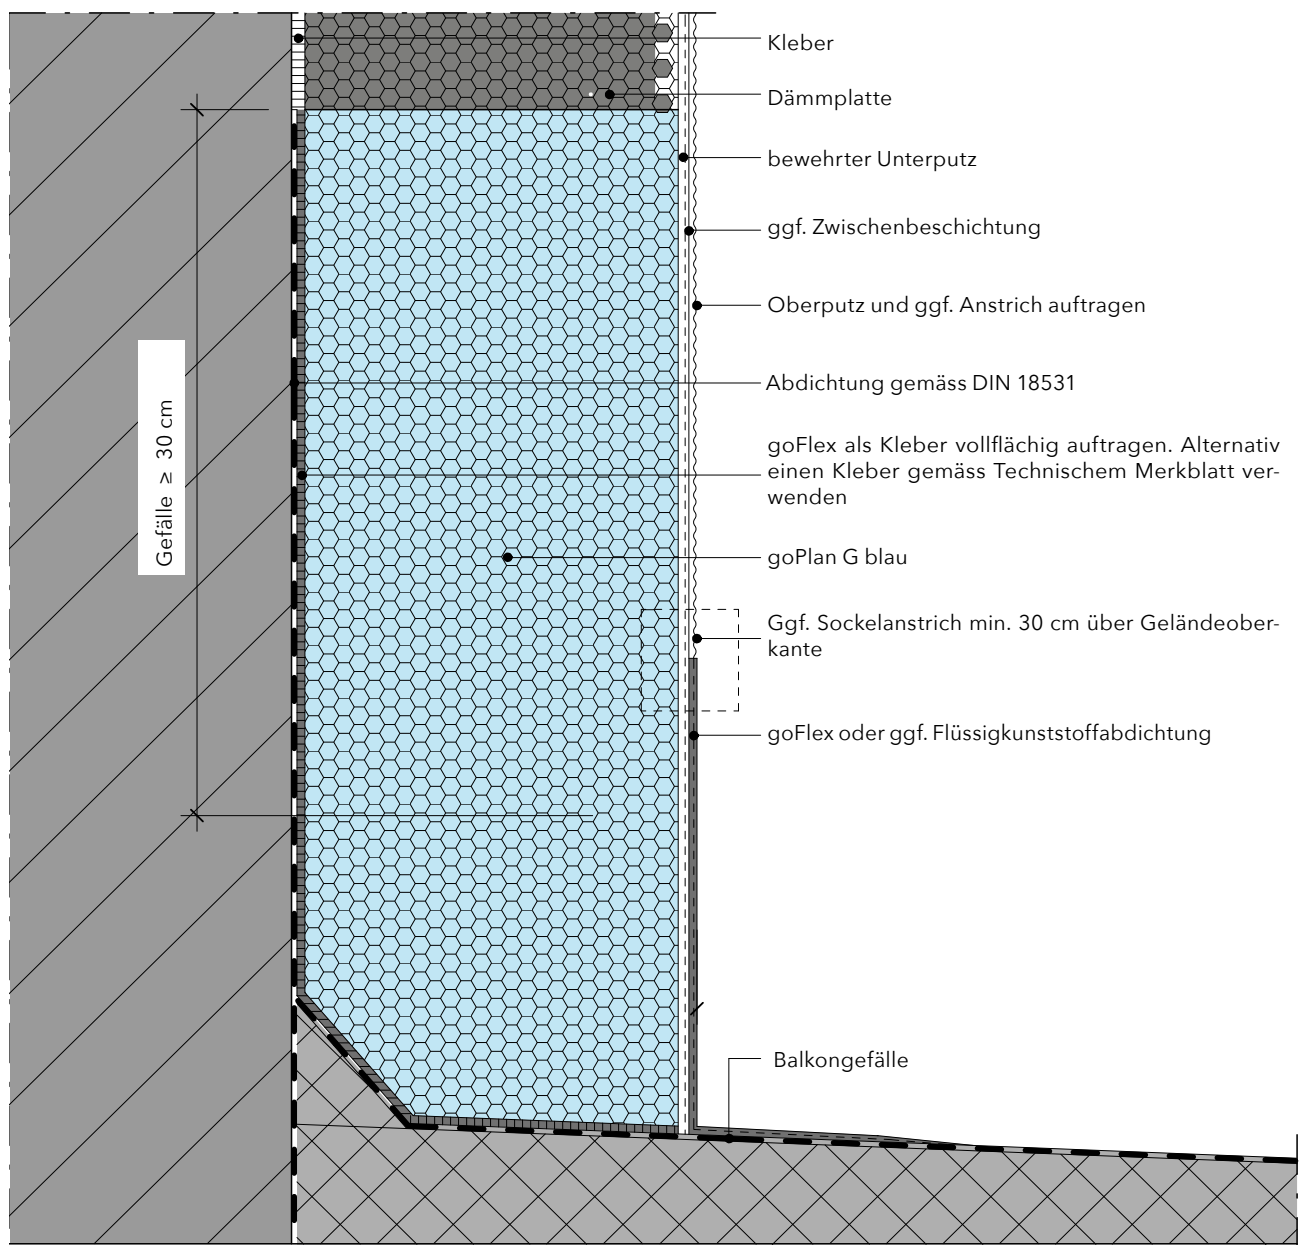 Kleber
Dämmplatte
bewehrter Unterputz
ggf. Zwischenbeschichtung
Oberputz und ggf. Anstrich auftragen
Abdichtung gemäss DIN 18531
Gefälle ≥ 30 cm
goFlex als Kleber vollflächig auftragen. Alternativ
einen Kleber gemäss Technischem Merkblatt ver-
wenden
goPlan G blau
Ggf. Sockelanstrich min. 30 cm über Geländeober-
kante
goFlex oder ggf. Flüssigkunststoffabdichtung
Balkongefälle